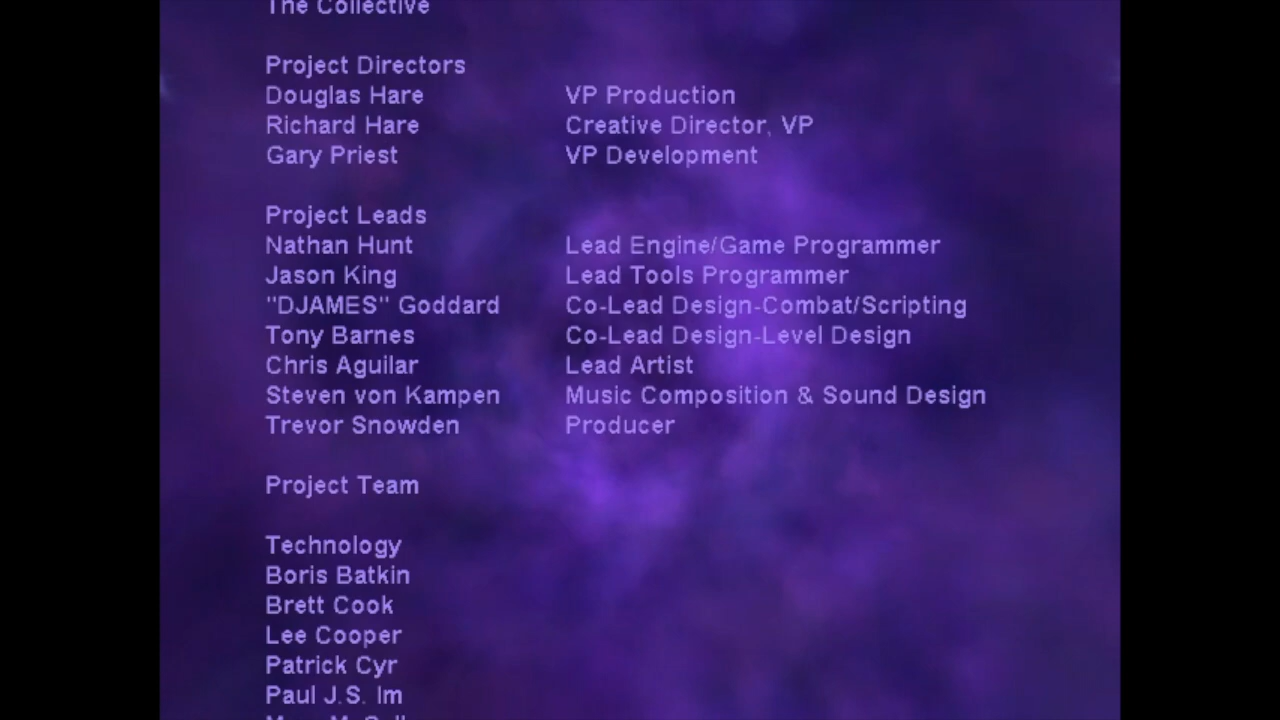 The Collective
Project Directors
Douglas Hare VP Production
Richard Hare Creative Director, VP
Gary Priest VP Development
Project Leads
Nathan Hunt Lead Engine/Game Programmer
Jason King Lead Tools Programmer
"DJAMES" Goddard Co-Lead Design-Combat/Scripting
Tony Barnes Co-Lead Design-Level Design
Chris Aguilar Lead Artist
Steven von Kampen Music Composition & Sound Design
Trevor Snowden Producer
Project Team
Technology
Boris Batkin
Brett Cook
Lee Cooper
Patrick Cyr
Paul J.S. Im